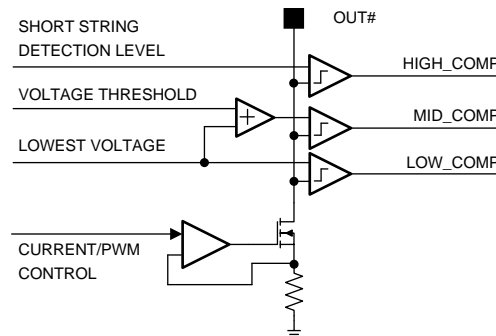 SHORT STRING
DETECTION LEVEL
OUT#
HIGH_COMP
VOLTAGE THRESHOLD
MID_COMP
LOWEST VOLTAGE
LOW_COMP
CURRENT/PWM
CONTROL